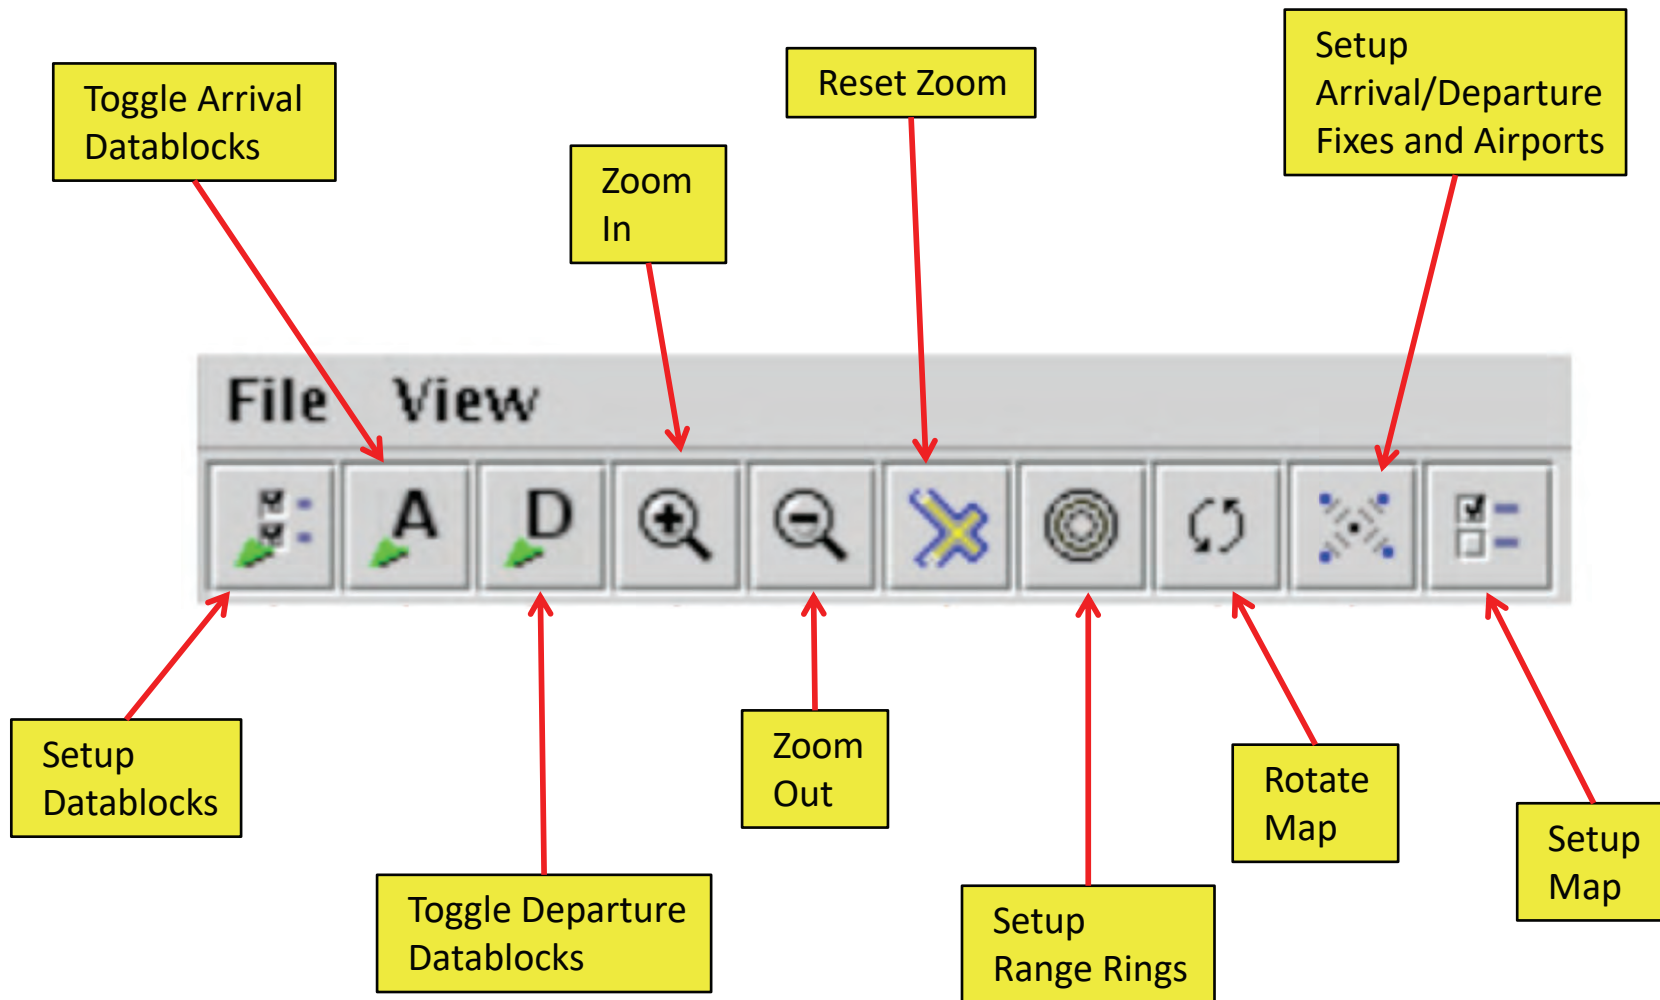 Setup
Arrival/Departure
Fixes and Airports
Toggle Arrival
Datablocks
Reset Zoom
Zoom
In
File View
A
D
Setup
Datablocks
Zoom
Out
Rotate
Map
Setup
Map
Toggle Departure
Datablocks
Setup
Range Rings